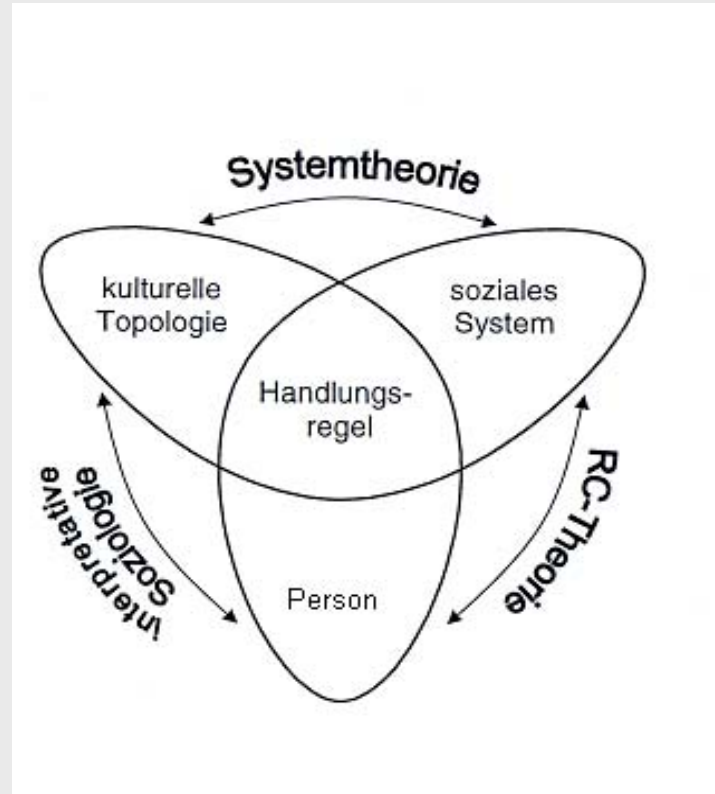 Systemtheorie
kulturelle
Topologie
soziales
System
Handlungs-
regel
interpretative
Soziologie
RC-Theorie
Person